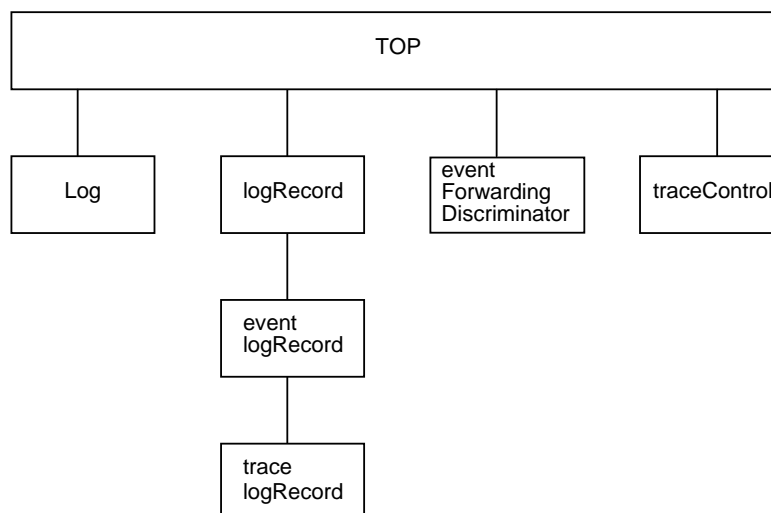 TOP
Log
logRecord
event
Forwarding
Discriminator
traceControl
event
logRecord
trace
logRecord